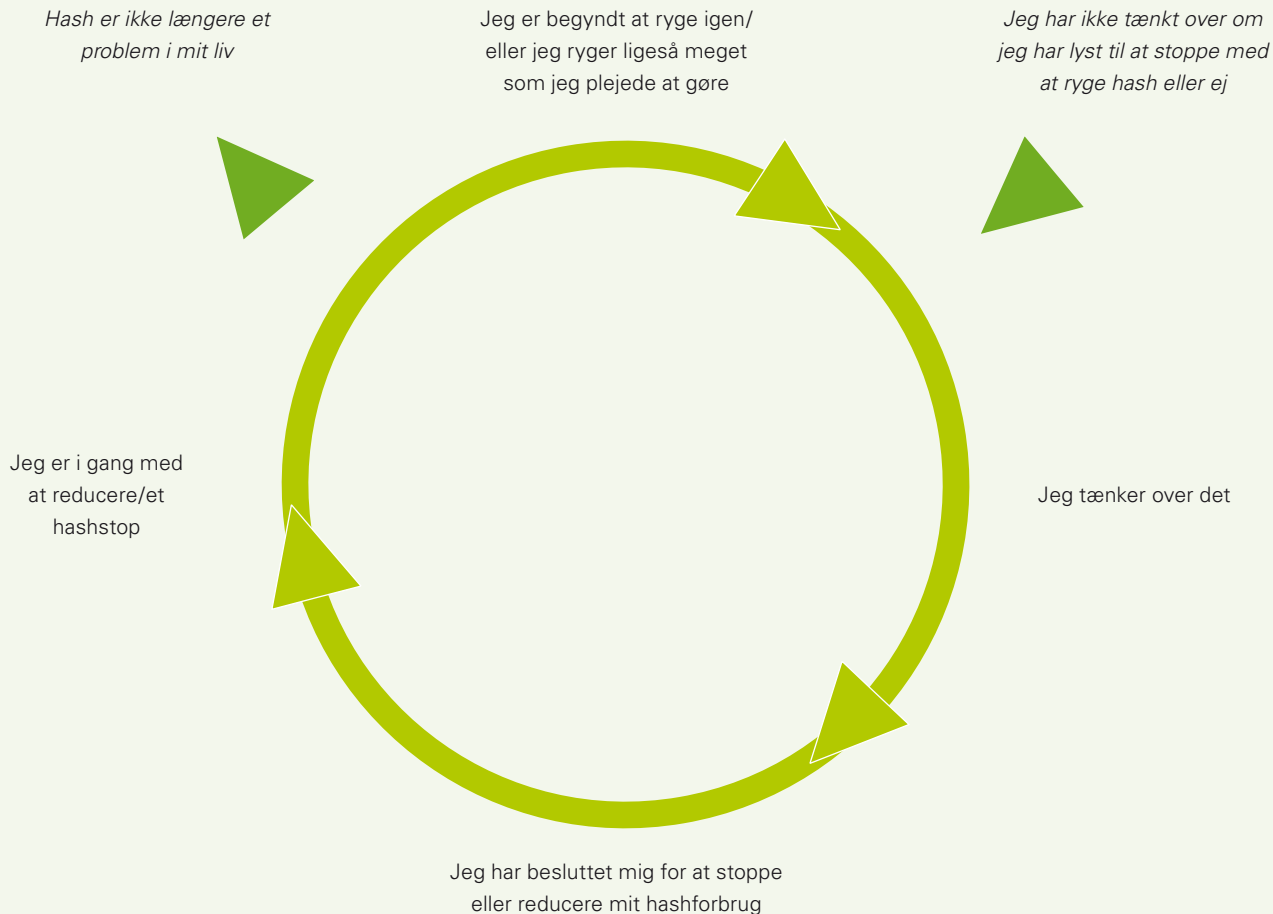 Hash er ikke længere et
problem i mit liv
Jeg er begyndt at ryge igen/
eller jeg ryger ligeså meget
som jeg plejede at gøre
Jeg har ikke tænkt over om
jeg har lyst til at stoppe med
at ryge hash eller ej
Jeg er i gang med
at reducere/et
hashstop
Jeg tænker over det
Jeg har besluttet mig for at stoppe
eller reducere mit hashforbrug